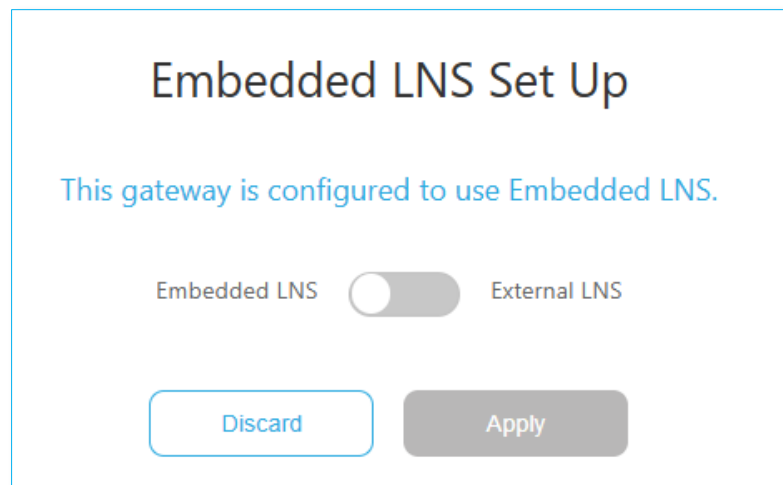 Embedded LNS Set Up
This gateway is configured to use Embedded LNS.
Embedded LNS External LNS
Discard Apply